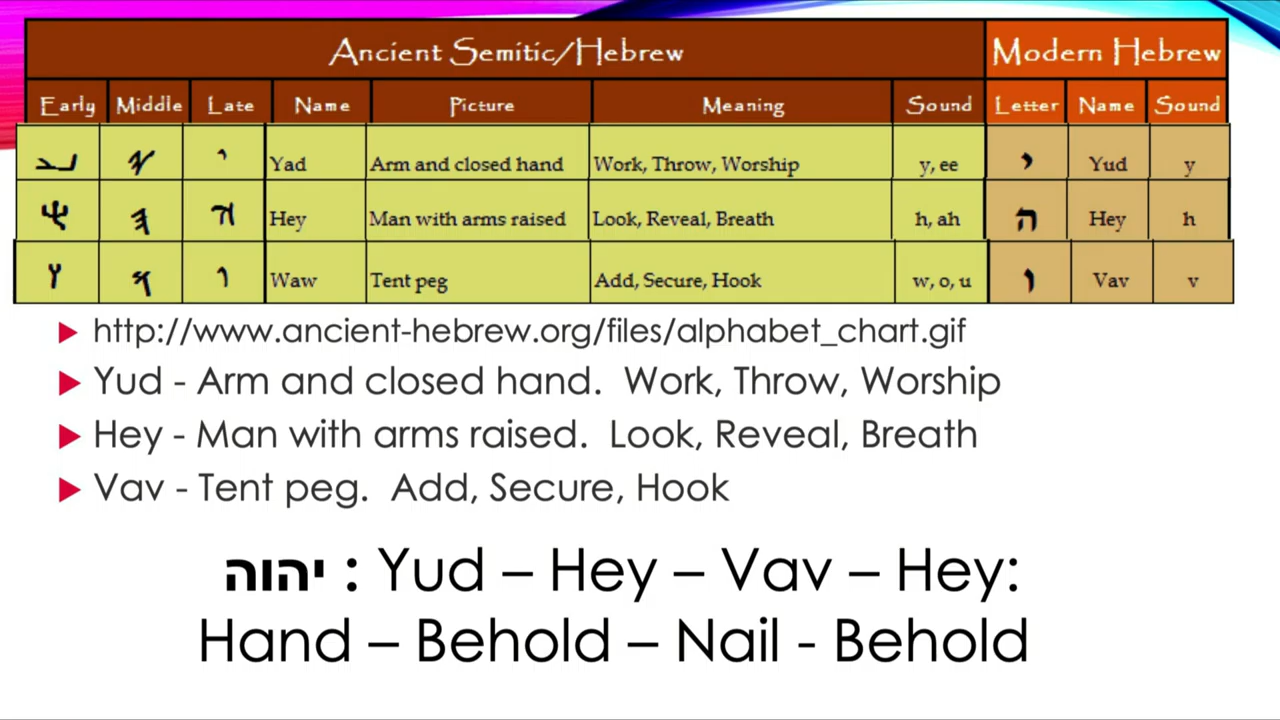 Ancient Semitic/Hebrew Modern Hebrew
Early Middle Late Name Picture Meaning Sound Letter Name Sound
𐤉 י Yad Arm and closed hand Work, Throw, Worship y, ee י Yud y
𐤄 Hey Man with arms raised Look, Reveal, Breath h, ah ה Hey h
𐤅 ו Waw Tent peg Add, Secure, Hook w, o, u ו Vav v
http://www.ancient-hebrew.org/files/alphabet_chart.gif
Yud - Arm and closed hand. Work, Throw, Worship
Hey - Man with arms raised. Look, Reveal, Breath
Vav - Tent peg. Add, Secure, Hook
יהוה : Yud – Hey – Vav – Hey:
Hand – Behold – Nail - Behold